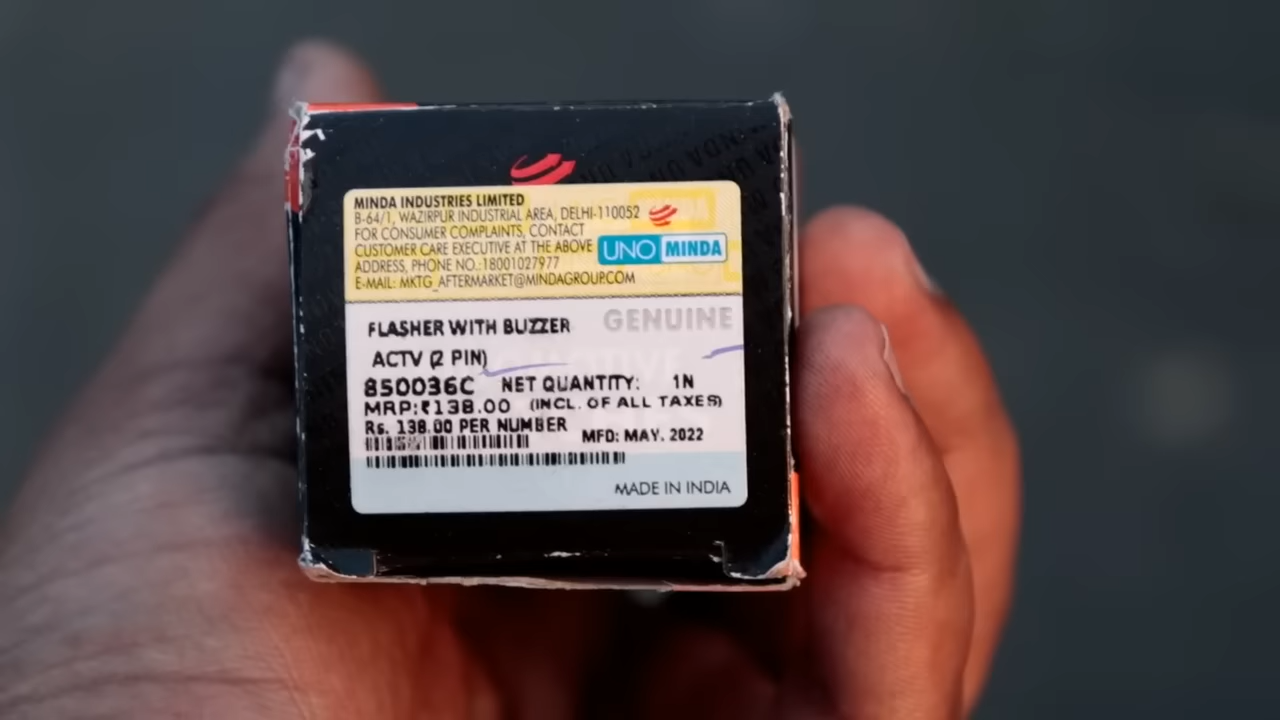 MINDA INDUSTRIES LIMITED
B-64/1, WAZIRPUR INDUSTRIAL AREA, DELHI-110052
FOR CONSUMER COMPLAINTS, CONTACT
CUSTOMER CARE EXECUTIVE AT THE ABOVE
ADDRESS, PHONE NO.:18001027977
E-MAIL: MKTG_AFTERMARKET@MINDAGROUP.COM
UNO MINDA
GENUINE
FLASHER WITH BUZZER
ACTV (2 PIN)
850036C NET QUANTITY: 1N
MRP:₹138.00 (INCL. OF ALL TAXES)
Rs. 138.00 PER NUMBER
MFD: MAY. 2022
MADE IN INDIA